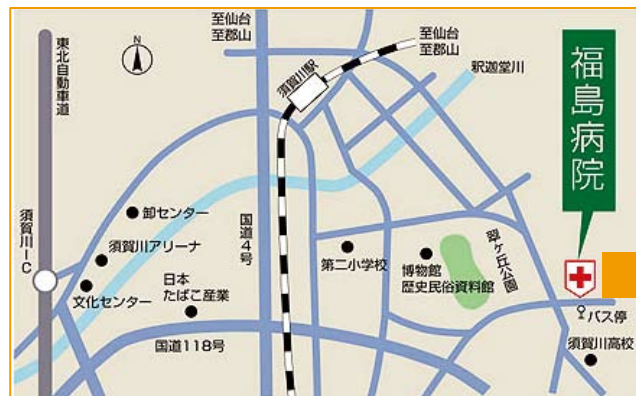 至仙台
至郡山
至仙台
至郡山
東北自動車道
N
須賀川駅
釈迦堂川
福島病院
卸センター
須賀川アリーナ
国道4号
須賀川IC
文化センター
日本
たばこ産業
第二小学校
博物館
歴史民俗資料館
翠ヶ丘公園
バス停
国道118号
須賀川高校